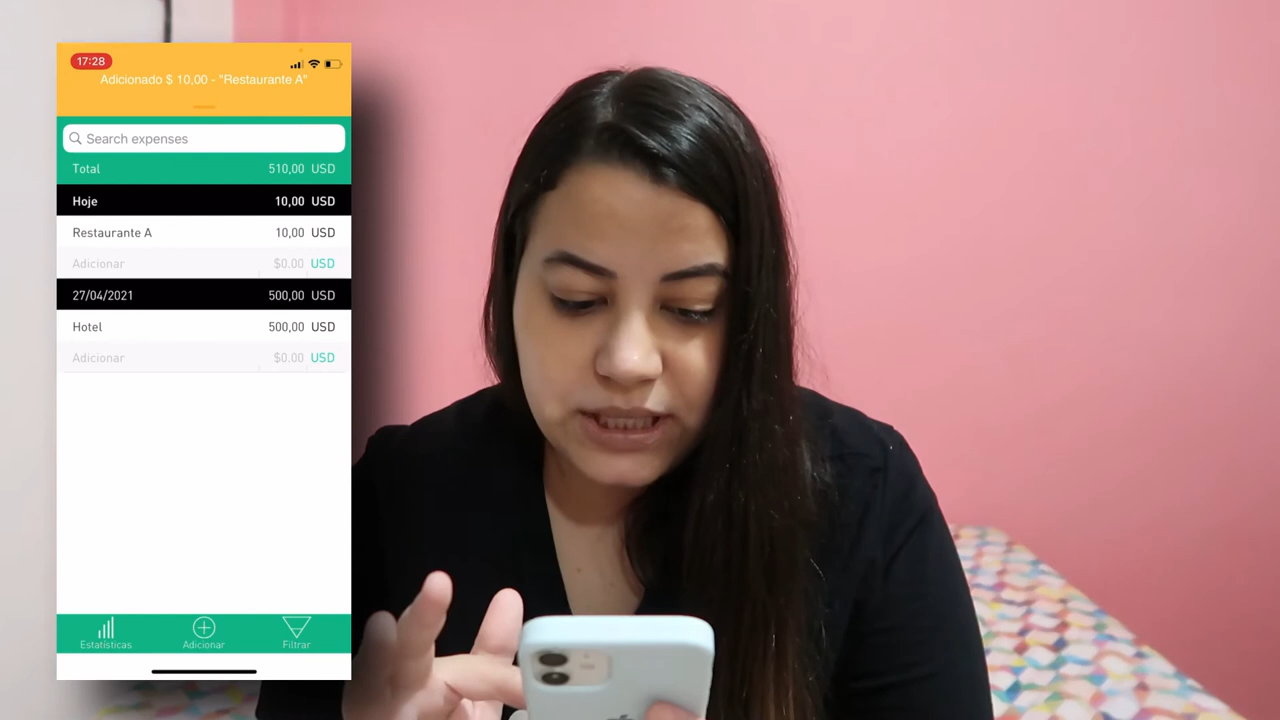 17:28
Adicionado $ 10,00 - "Restaurante A"
Search expenses
Total 510,00 USD
Hoje 10,00 USD
Restaurante A 10,00 USD
Adicionar $0.00 USD
27/04/2021 500,00 USD
Hotel 500,00 USD
Adicionar $0.00 USD
Estatísticas Adicionar Filtrar